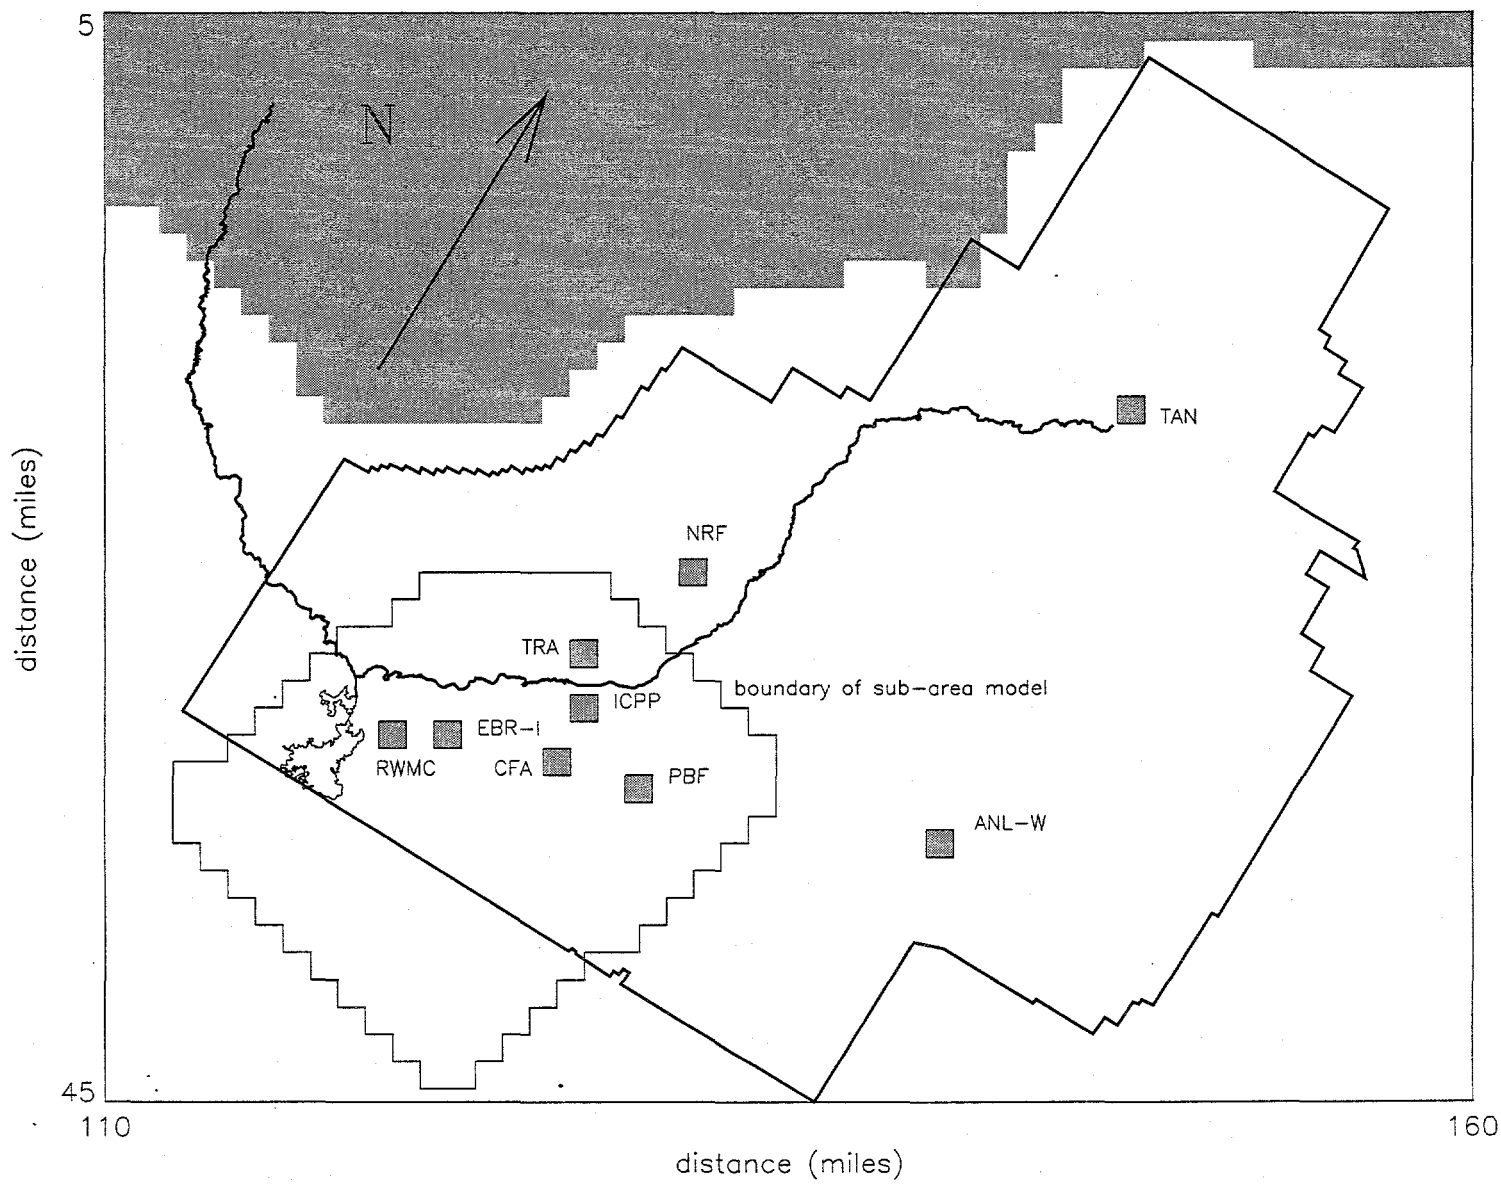 5
N
TAN
distance (miles)
NRF
TRA
boundary of sub-area model
ICPP
EBR-I
RWMC
CFA
PBF
ANL-W
45
110
160
distance (miles)